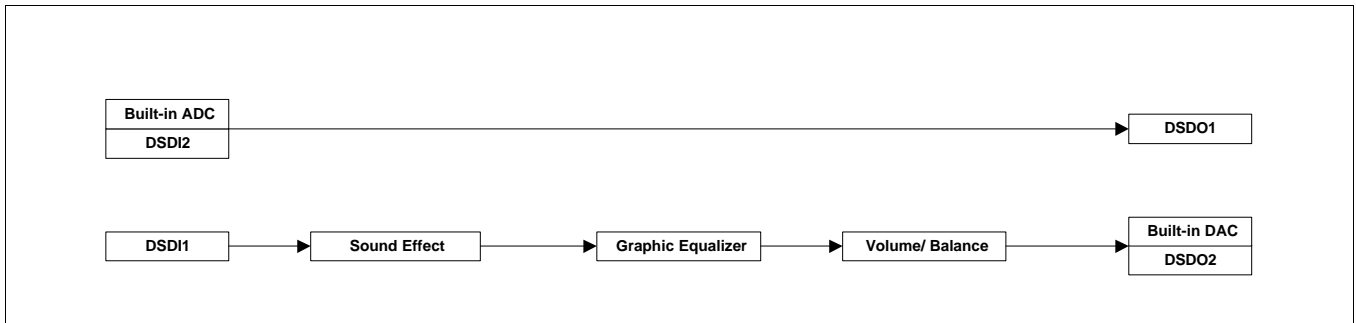 Built-in ADC
DSDI2
DSDO1
DSDI1
Sound Effect
Graphic Equalizer
Volume/ Balance
Built-in DAC
DSDO2